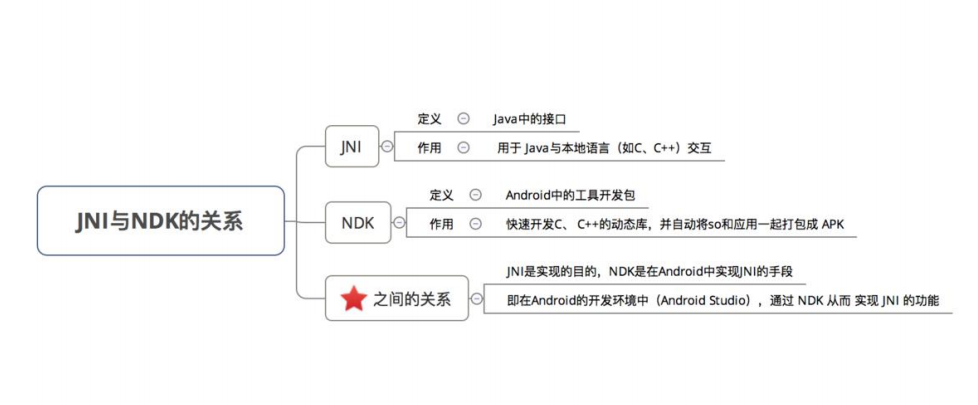 JNI与NDK的关系
JNI
定义
Java中的接口
作用
用于 Java与本地语言（如C、C++）交互
NDK
定义
Android中的工具开发包
作用
快速开发C、 C++的动态库，并自动将so和应用一起打包成 APK
之间的关系
JNI是实现的目的，NDK是在Android中实现JNI的手段
即在Android的开发环境中（Android Studio），通过 NDK 从而 实现 JNI 的功能